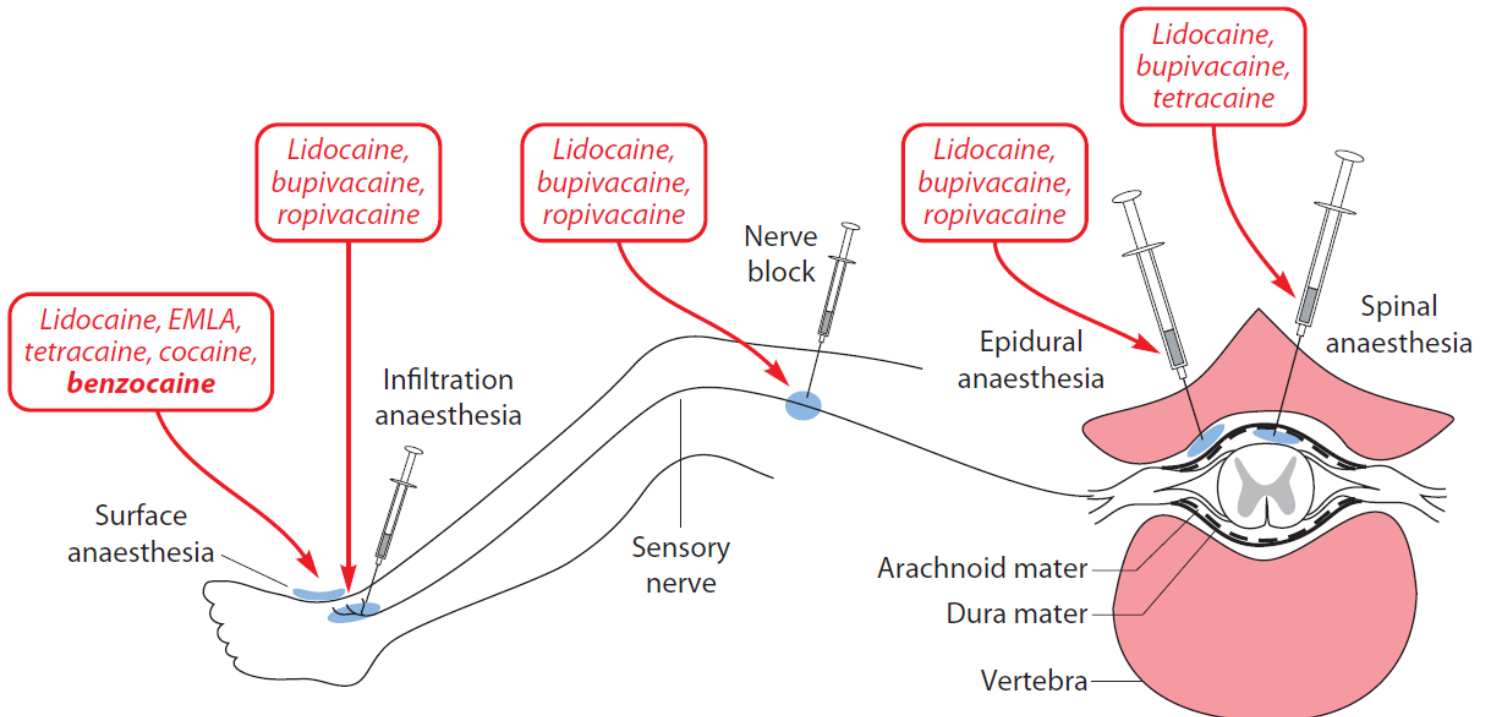 Lidocaine,
bupivacaine,
tetracaine
Lidocaine,
bupivacaine,
ropivacaine
Lidocaine,
bupivacaine,
ropivacaine
Lidocaine,
bupivacaine,
ropivacaine
Nerve
block
Lidocaine, EMLA,
tetracaine, cocaine,
benzocaine
Infiltration
anaesthesia
Epidural
anaesthesia
Spinal
anaesthesia
Surface
anaesthesia
Sensory
nerve
Arachnoid mater
Dura mater
Vertebra